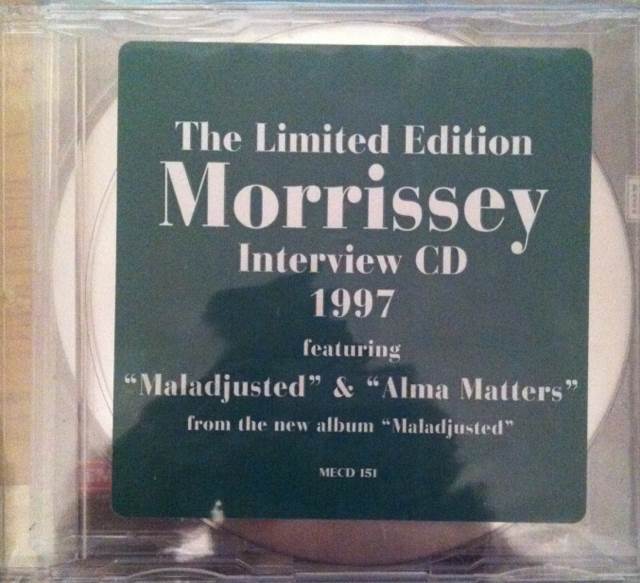 The Limited Edition
Morrissey
Interview CD
1997
featuring
“Maladjusted” & “Alma Matters”
from the new album “Maladjusted”
MECD 151